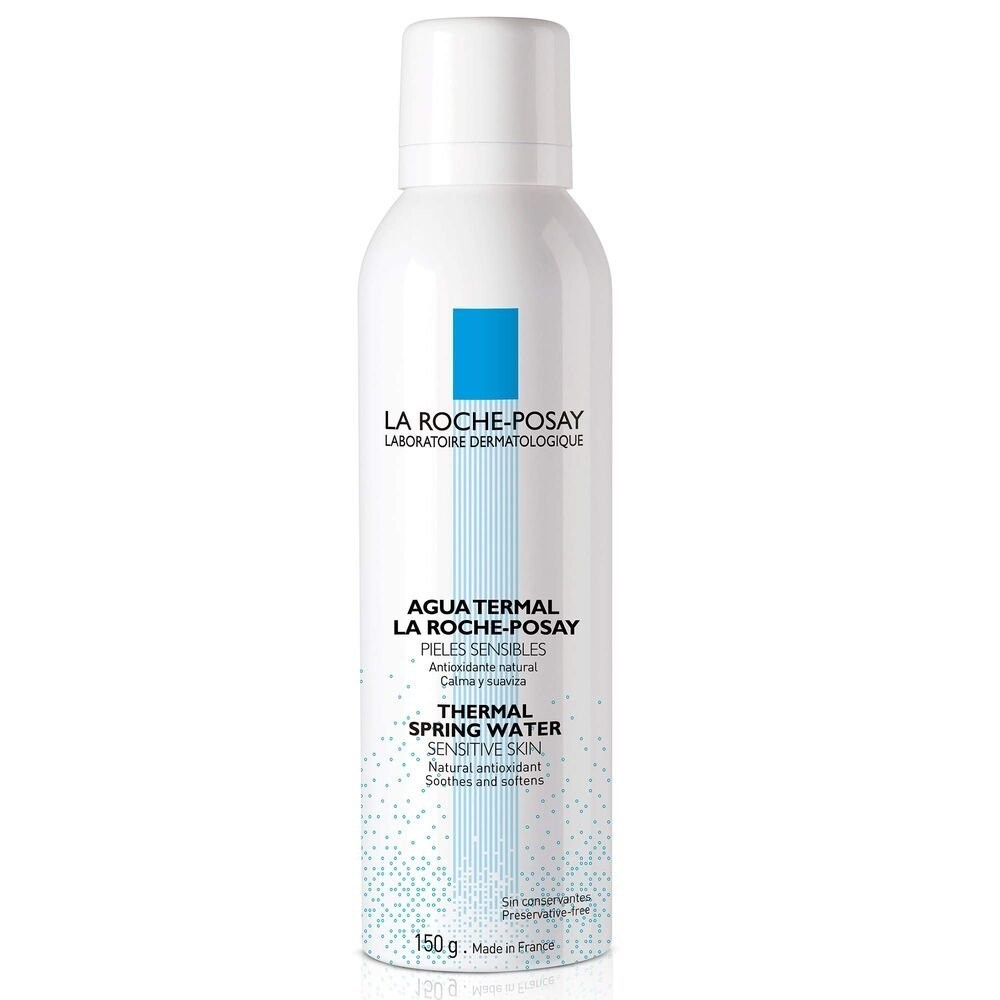 LA ROCHE-POSAY
LABORATOIRE DERMATOLOGIQUE
AGUA TERMAL
LA ROCHE-POSAY
PIELES SENSIBLES
Antioxidante natural
Calma y suaviza
THERMAL
SPRING WATER
SENSITIVE SKIN
Natural antioxidant
Soothes and softens
Sin conservantes
Preservative-free
150 g . Made in France